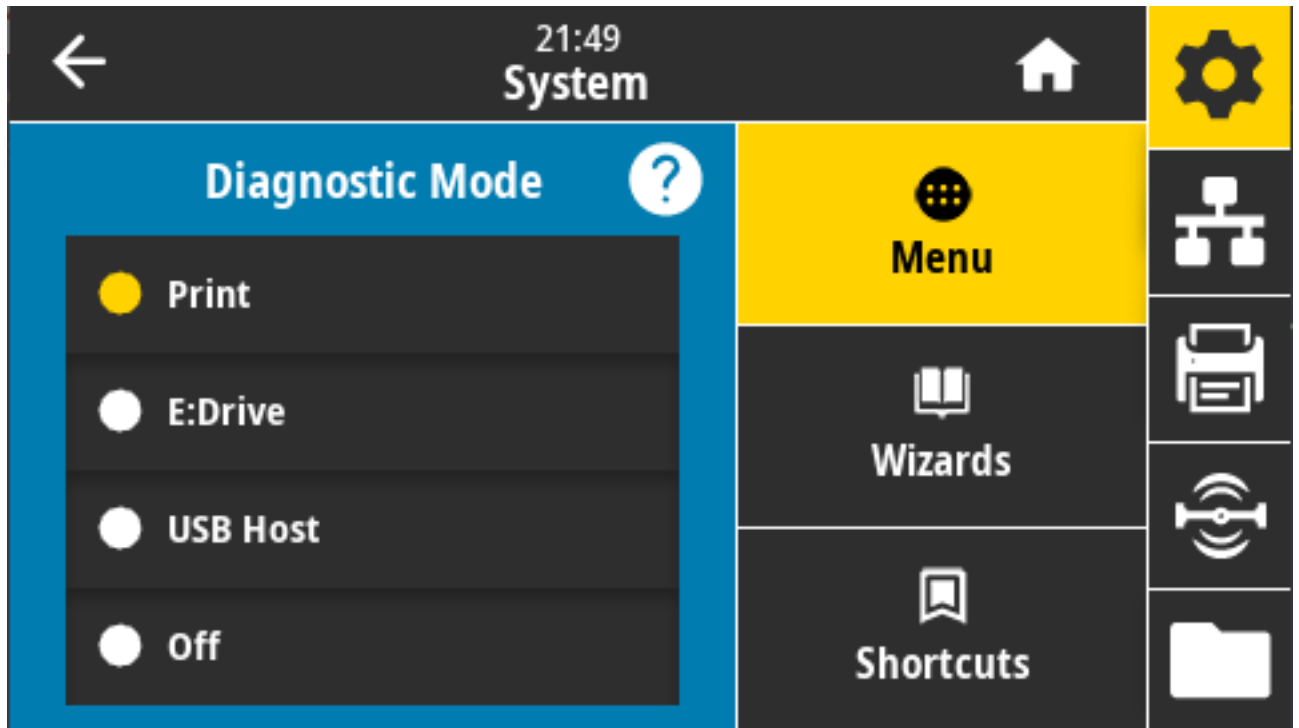 21:49
System
Diagnostic Mode
?
Print
E:Drive
USB Host
Off
Menu
Wizards
Shortcuts